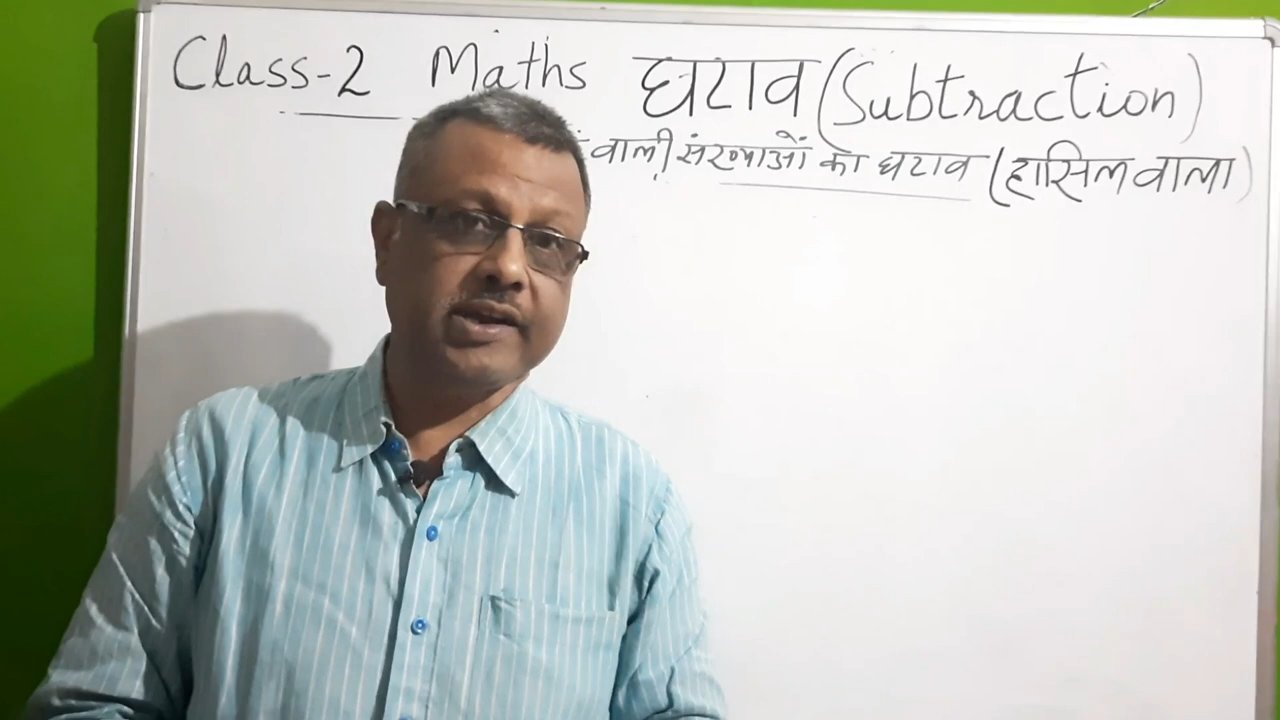 Class-2 Maths घटाव (Subtraction)
वाली संख्याओं का घटाव (हासिल वाला)